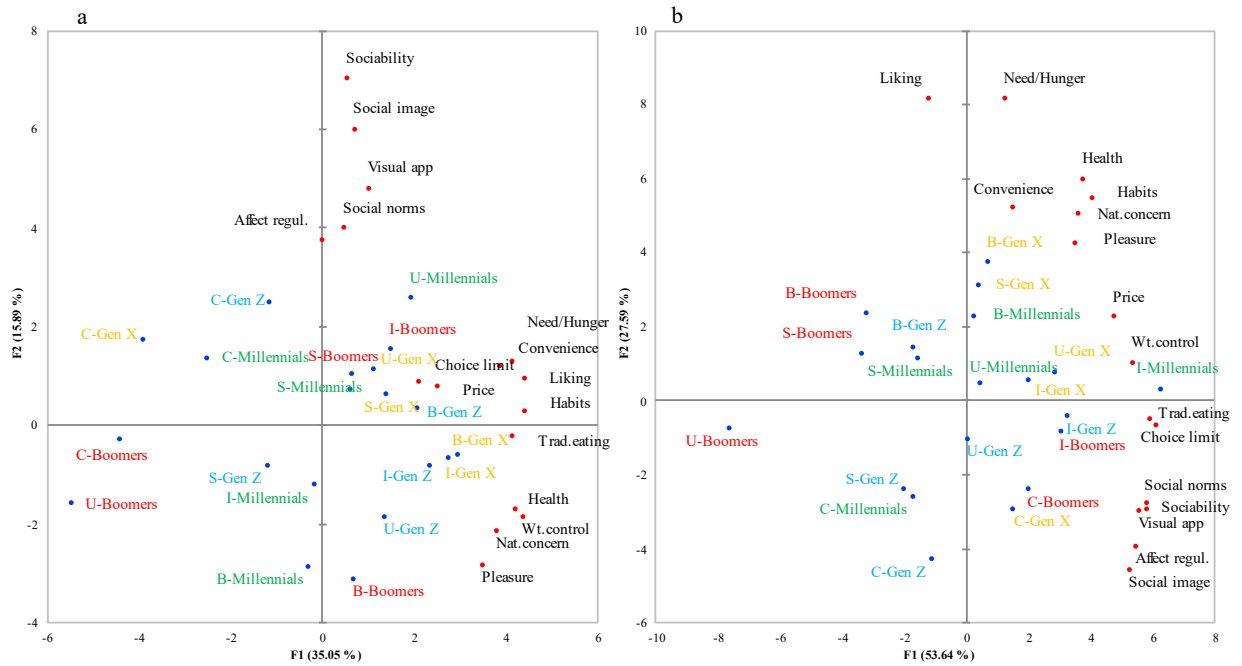 a
8
Sociability
Social image
6
Visual app
Social norms
Affect regul.
4
U-Millennials
C-Gen Z
Need/Hunger
C-Gen X
I-Boomers
2
Convenience
C-Millennials
S-Boomers
U-Gen X
Choice limit
Liking
S-Millennials
Price
Habits
S-Gen X
B-Gen Z
0
B-Gen X
Trad.eating
C-Boomers
S-Gen Z
I-Gen Z
I-Gen X
I-Millennials
Health
U-Boomers
U-Gen Z
Wt.control
-2
Nat.concern
B-Millennials
Pleasure
B-Boomers
-4
-6
-4
-2
0
2
4
6
F1 (35.05 %)
F2 (15.89 %)
b
10
Liking
Need/Hunger
8
Health
6
Convenience
Habits
Nat.concern
B-Gen X
Pleasure
4
S-Gen X
B-Boomers
Price
B-Millennials
2
S-Boomers
B-Gen Z
U-Gen X
Wt.control
S-Millennials
U-Millennials
I-Millennials
I-Gen X
0
Trad.eating
U-Boomers
I-Gen Z
Choice limit
U-Gen Z
I-Boomers
S-Gen Z
-2
Social norms
C-Millennials
C-Boomers
Sociability
C-Gen X
Visual app
-4
C-Gen Z
Affect regul.
Social image
-6
-10
-8
-6
-4
-2
0
2
4
6
8
F1 (53.64 %)
F2 (27.59 %)